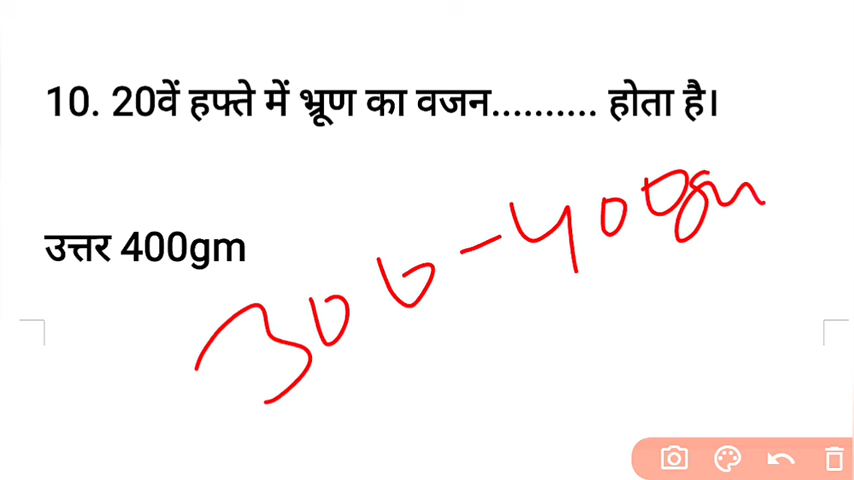 10. 20वें हफ्ते में भ्रूण का वजन.......... होता है।
उत्तर 400gm
300-400gm